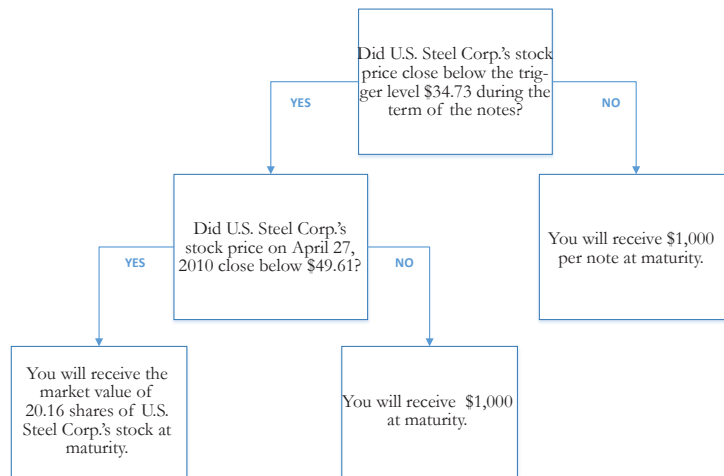 Did U.S. Steel Corp.'s stock
price close below the trig-
ger level $34.73 during the
term of the notes?
YES
NO
Did U.S. Steel Corp.'s
stock price on April 27,
2010 close below $49.61?
You will receive $1,000
per note at maturity.
YES
NO
You will receive the
market value of
20.16 shares of U.S.
Steel Corp.'s stock at
maturity.
You will receive $1,000
at maturity.